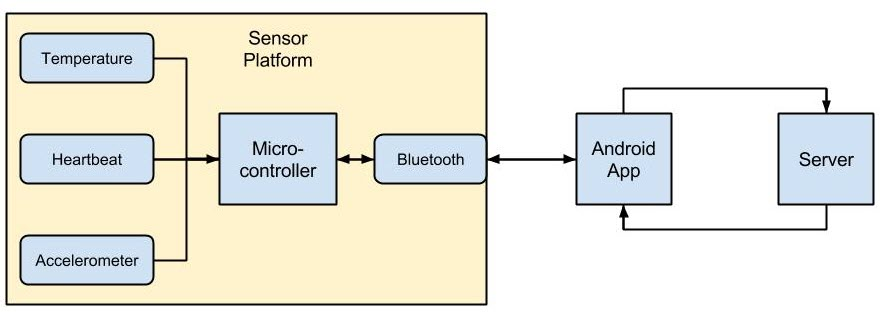 Sensor
Platform
Temperature
Heartbeat
Accelerometer
Micro-
controller
Bluetooth
Android
App
Server